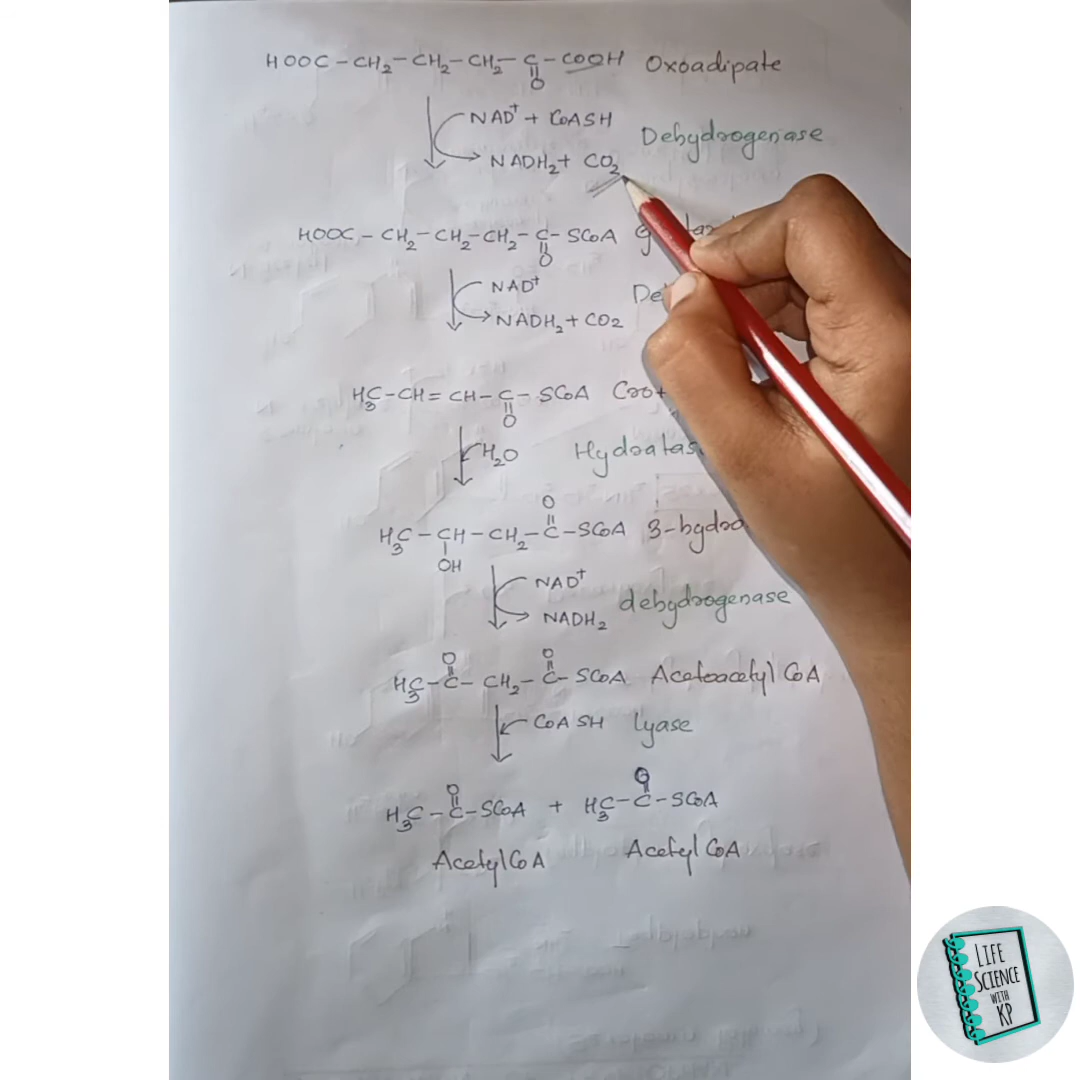 HOOC-CH2-CH2-CH2-C-COOH Oxoadipate
O
NAD+ + CoASH
Dehydrogenase
NADH2 + CO2
HOOC-CH2-CH2-CH2-C-SCoA
O
NAD+
NADH2 + CO2
H3C-CH=CH-C-SCoA
O
H2O
O
H3C-CH-CH2-C-SCoA
OH
NAD+
dehydrogenase
NADH2
O O
H3C-C-CH2-C-SCoA Acetoacetyl CoA
CoASH lyase
O O
H3C-C-SCoA + H3C-C-SCoA
Acetyl CoA Acetyl CoA
LIFE
SCIENCE
WITH
KP